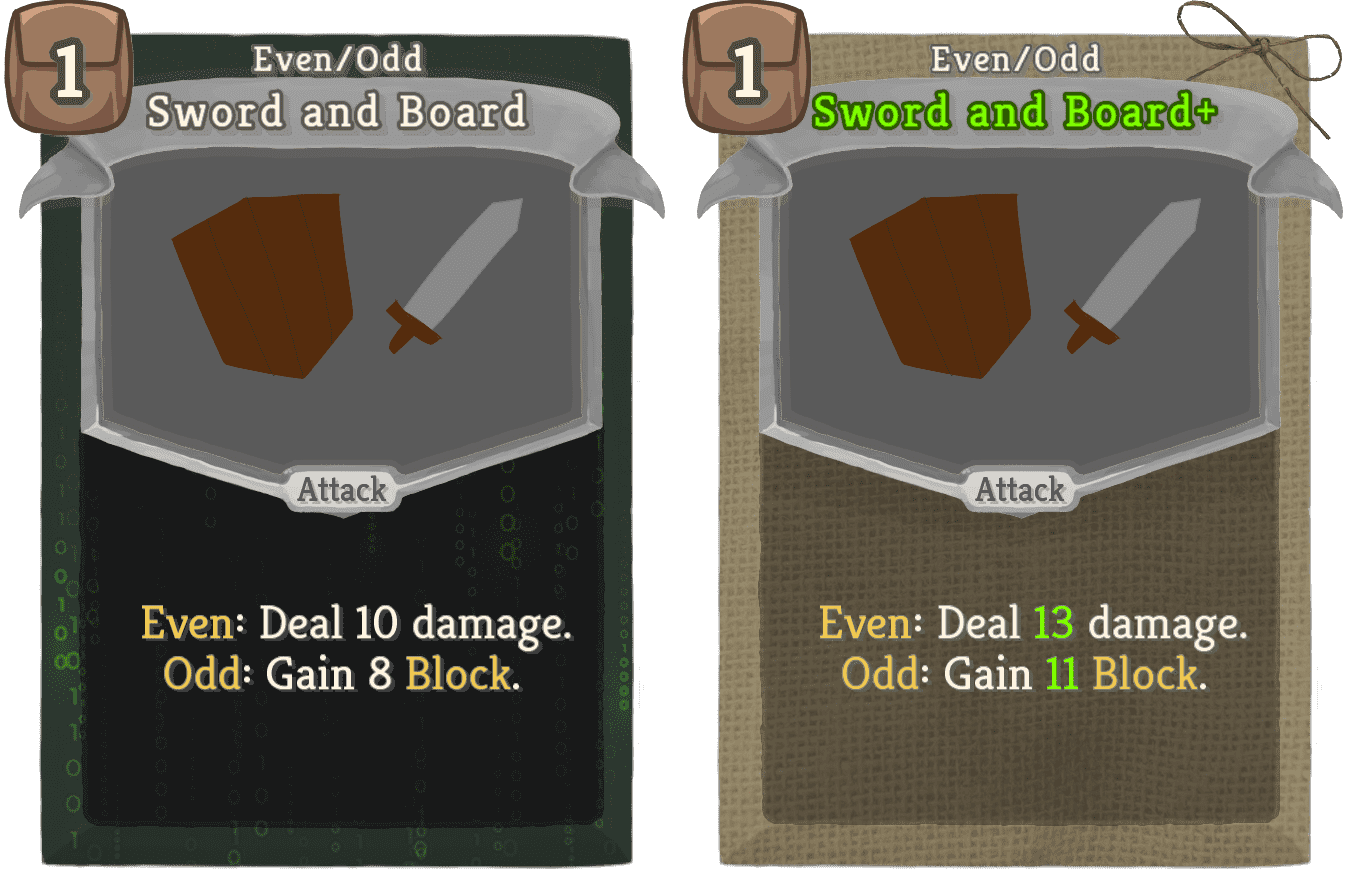 1
Even/Odd
Sword and Board
Attack
Even: Deal 10 damage.
Odd: Gain 8 Block.
1
Even/Odd
Sword and Board+
Attack
Even: Deal 13 damage.
Odd: Gain 11 Block.